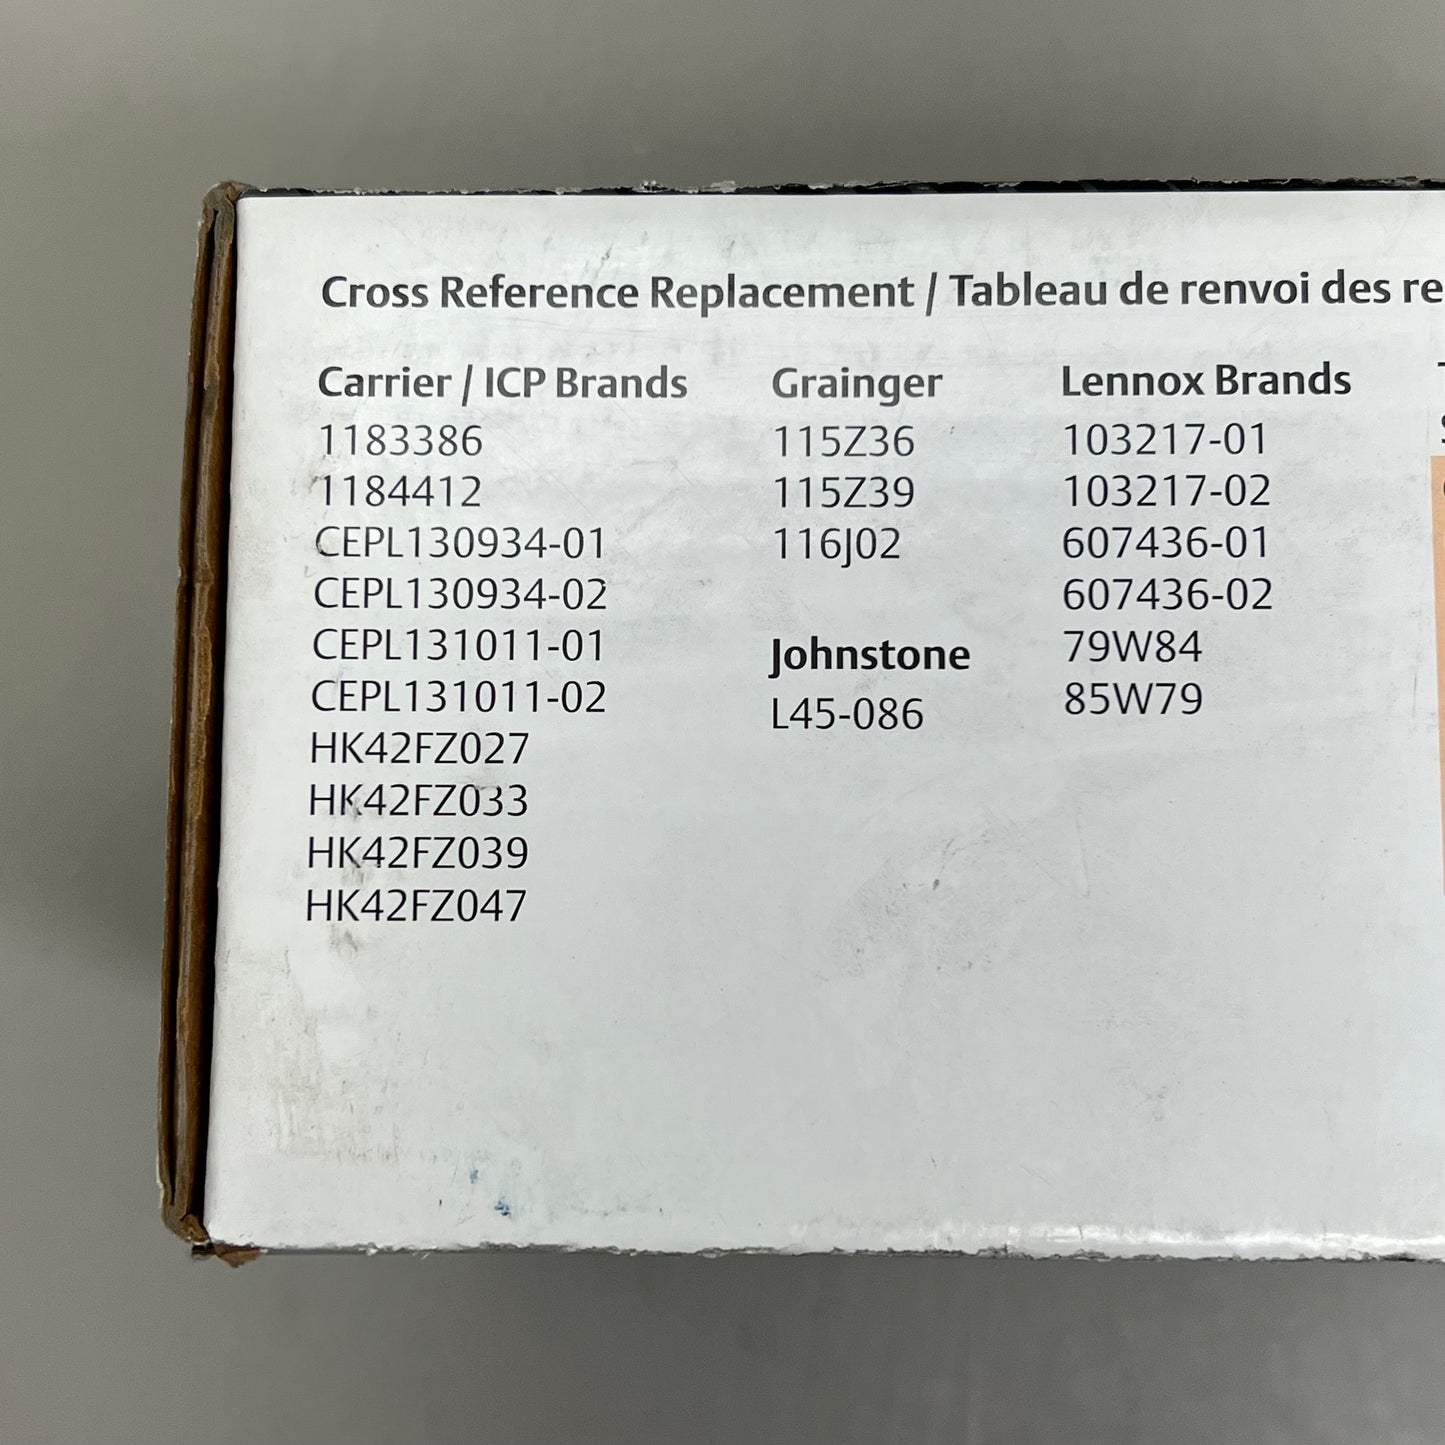 Cross Reference Replacement / Tableau de renvoi des
Carrier / ICP Brands
1183386
1184412
CEPL130934-01
CEPL130934-02
CEPL131011-01
CEPL131011-02
HK42FZ027
HK42FZ033
HK42FZ039
HK42FZ047
Grainger
115Z36
115Z39
116J02
Johnstone
L45-086
Lennox Brands
103217-01
103217-02
607436-01
607436-02
79W84
85W79